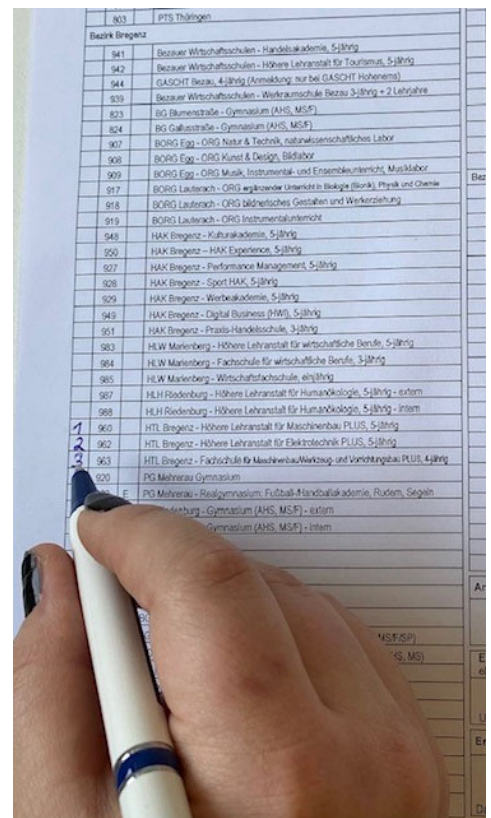 803 PTS Thüringen
Bezirk Bregenz
941 Bezauer Wirtschaftsschulen - Handelsakademie, 5-jährig
942 Bezauer Wirtschaftsschulen - Höhere Lehranstalt für Tourismus, 5-jährig
944 GASCHT Bezau, 4-jährig (Anmeldung: nur bei GASCHT Hohenems)
939 Bezauer Wirtschaftsschulen - Werkraumschule Bezau 3-jährig + 2 Lehrjahre
823 BG Blumenstraße - Gymnasium (AHS, MS/F)
824 BG Gallusstraße - Gymnasium (AHS, MS/F)
907 BORG Egg - ORG Natur & Technik, naturwissenschaftliches Labor
908 BORG Egg - ORG Kunst & Design, Bildlabor
909 BORG Egg - ORG Musik, Instrumental- und Ensembleunterricht, Musiklabor
917 BORG Lauterach - ORG ergänzender Unterricht in Biologie (Bionik), Physik und Chemie
918 BORG Lauterach - ORG bildnerisches Gestalten und Werkerziehung
919 BORG Lauterach - ORG Instrumentalunterricht
948 HAK Bregenz - Kulturakademie, 5-jährig
950 HAK Bregenz – HAK Experience, 5-jährig
927 HAK Bregenz - Performance Management, 5-jährig
928 HAK Bregenz - Sport HAK, 5-jährig
929 HAK Bregenz - Werbeakademie, 5-jährig
949 HAK Bregenz - Digital Business (HWI), 5-jährig
951 HAK Bregenz - Praxis-Handelsschule, 3-jährig
983 HLW Marienberg - Höhere Lehranstalt für wirtschaftliche Berufe, 5-jährig
984 HLW Marienberg - Fachschule für wirtschaftliche Berufe, 3-jährig
985 HLW Marienberg - Wirtschaftsfachschule, einjährig
987 HLH Riedenburg - Höhere Lehranstalt für Humanökologie, 5-jährig - extern
988 HLH Riedenburg - Höhere Lehranstalt für Humanökologie, 5-jährig - intern
1 960 HTL Bregenz - Höhere Lehranstalt für Maschinenbau PLUS, 5-jährig
2 962 HTL Bregenz - Höhere Lehranstalt für Elektrotechnik PLUS, 5-jährig
3 963 HTL Bregenz - Fachschule für Maschinenbau/Werkzeug- und Vorrichtungsbau PLUS, 4-jährig
920 PG Mehrerau Gymnasium
E PG Mehrerau - Realgymnasium: Fußball-/Handballakademie, Rudern, Segeln
Gymnasium (AHS, MS/F) - extern
Gymnasium (AHS, MS/F) - intern
MS/F/SP)
MS)